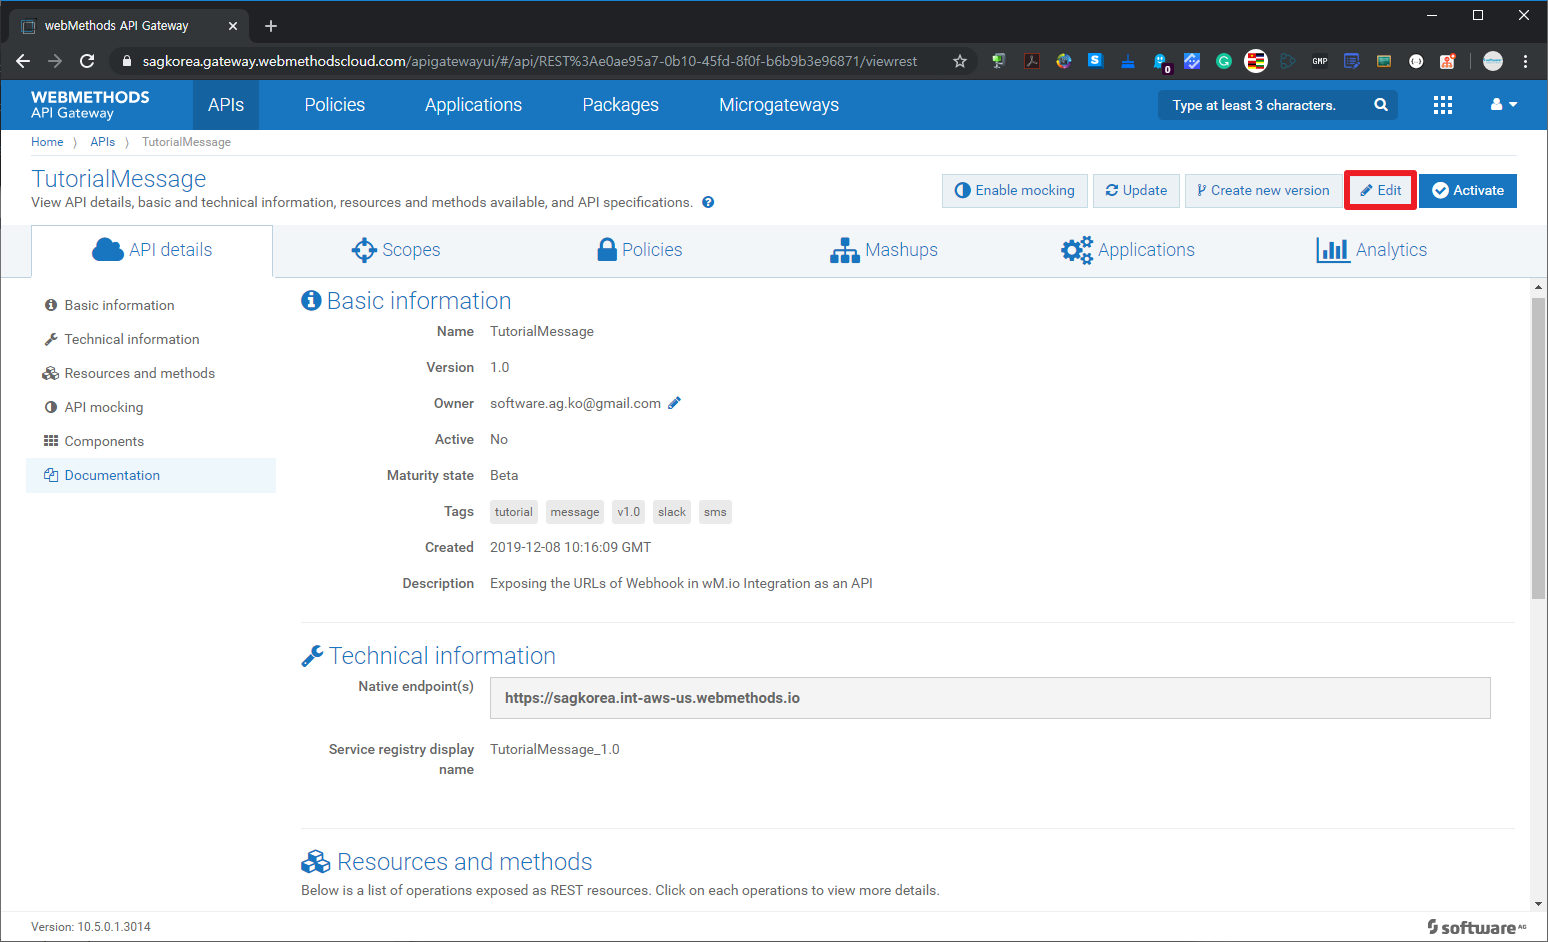 webMethods API Gateway
sagkorea.gateway.webmethodscloud.com/apigatewayui/#/api/REST%3Ae0ae95a7-0b10-45fd-8f0f-b6b9b3e96871/viewrest
S
0
G
GMP
WEBMETHODS
API Gateway
APIs
Policies
Applications
Packages
Microgateways
Type at least 3 characters.
Home 〉 APIs 〉 TutorialMessage
TutorialMessage
View API details, basic and technical information, resources and methods available, and API specifications.
Enable mocking
Update
Create new version
Edit
Activate
API details
Scopes
Policies
Mashups
Applications
Analytics
Basic information
Technical information
Resources and methods
API mocking
Components
Documentation
Basic information
Name TutorialMessage
Version 1.0
Owner software.ag.ko@gmail.com
Active No
Maturity state Beta
Tags tutorial message v1.0 slack sms
Created 2019-12-08 10:16:09 GMT
Description Exposing the URLs of Webhook in wM.io Integration as an API
Technical information
Native endpoint(s) https://sagkorea.int-aws-us.webmethods.io
Service registry display TutorialMessage_1.0
name
Resources and methods
Below is a list of operations exposed as REST resources. Click on each operations to view more details.
Version: 10.5.0.1.3014
software AG